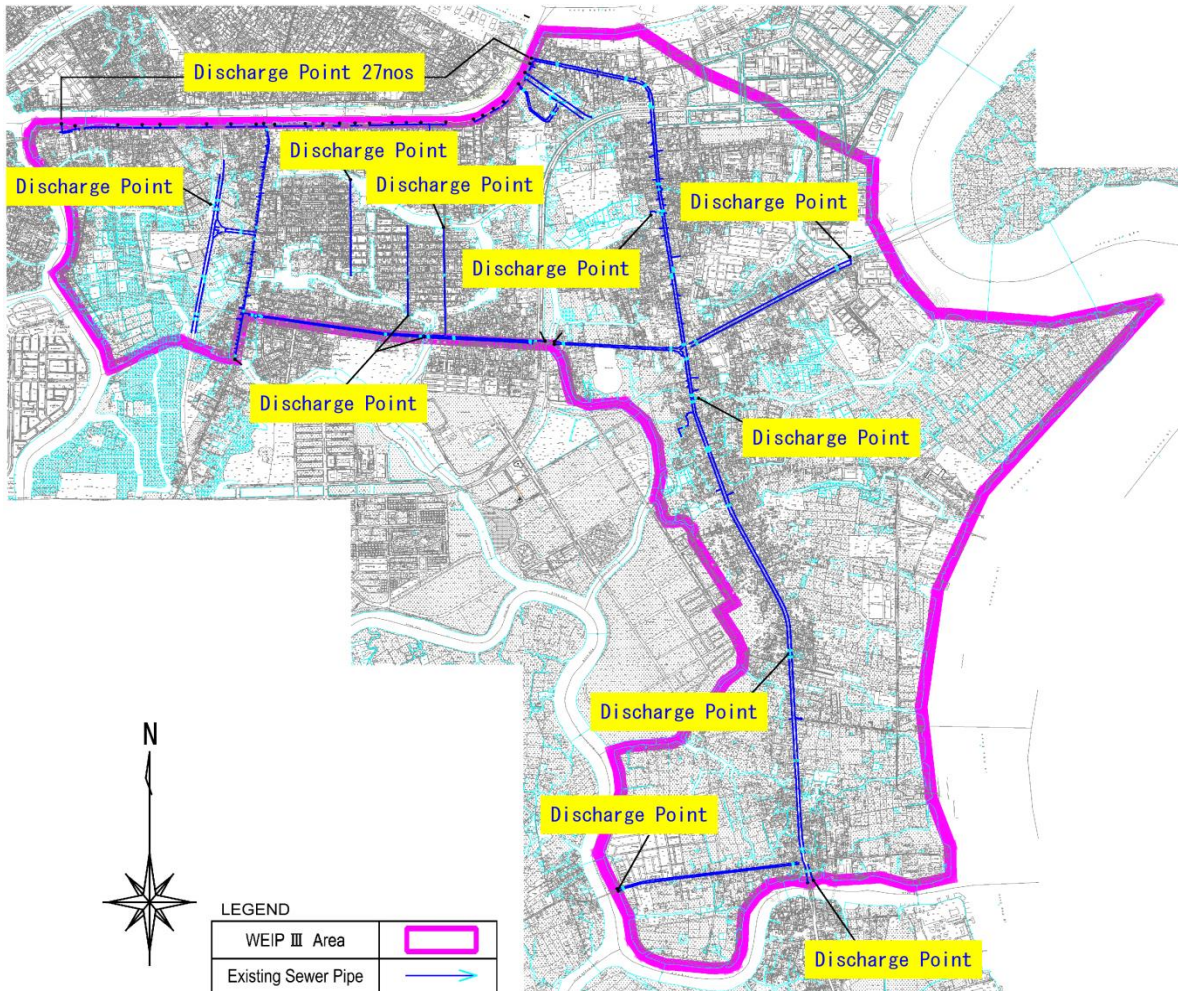 Discharge Point 27nos
Discharge Point
Discharge Point
Discharge Point
Discharge Point
Discharge Point
Discharge Point
Discharge Point
Discharge Point
Discharge Point
Discharge Point
N
LEGEND
WEIP Ⅲ Area
Existing Sewer Pipe